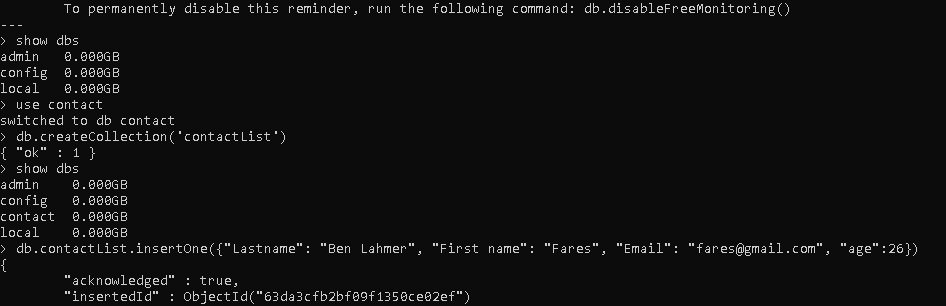 To permanently disable this reminder, run the following command: db.disableFreeMonitoring()
---
> show dbs
admin   0.000GB
config  0.000GB
local   0.000GB
> use contact
switched to db contact
> db.createCollection('contactList')
{ "ok" : 1 }
> show dbs
admin    0.000GB
config   0.000GB
contact  0.000GB
local    0.000GB
> db.contactList.insertOne({"Lastname": "Ben Lahmer", "First name": "Fares", "Email": "fares@gmail.com", "age":26})
{
        "acknowledged" : true,
        "insertedId" : ObjectId("63da3cfb2bf09f1350ce02ef")